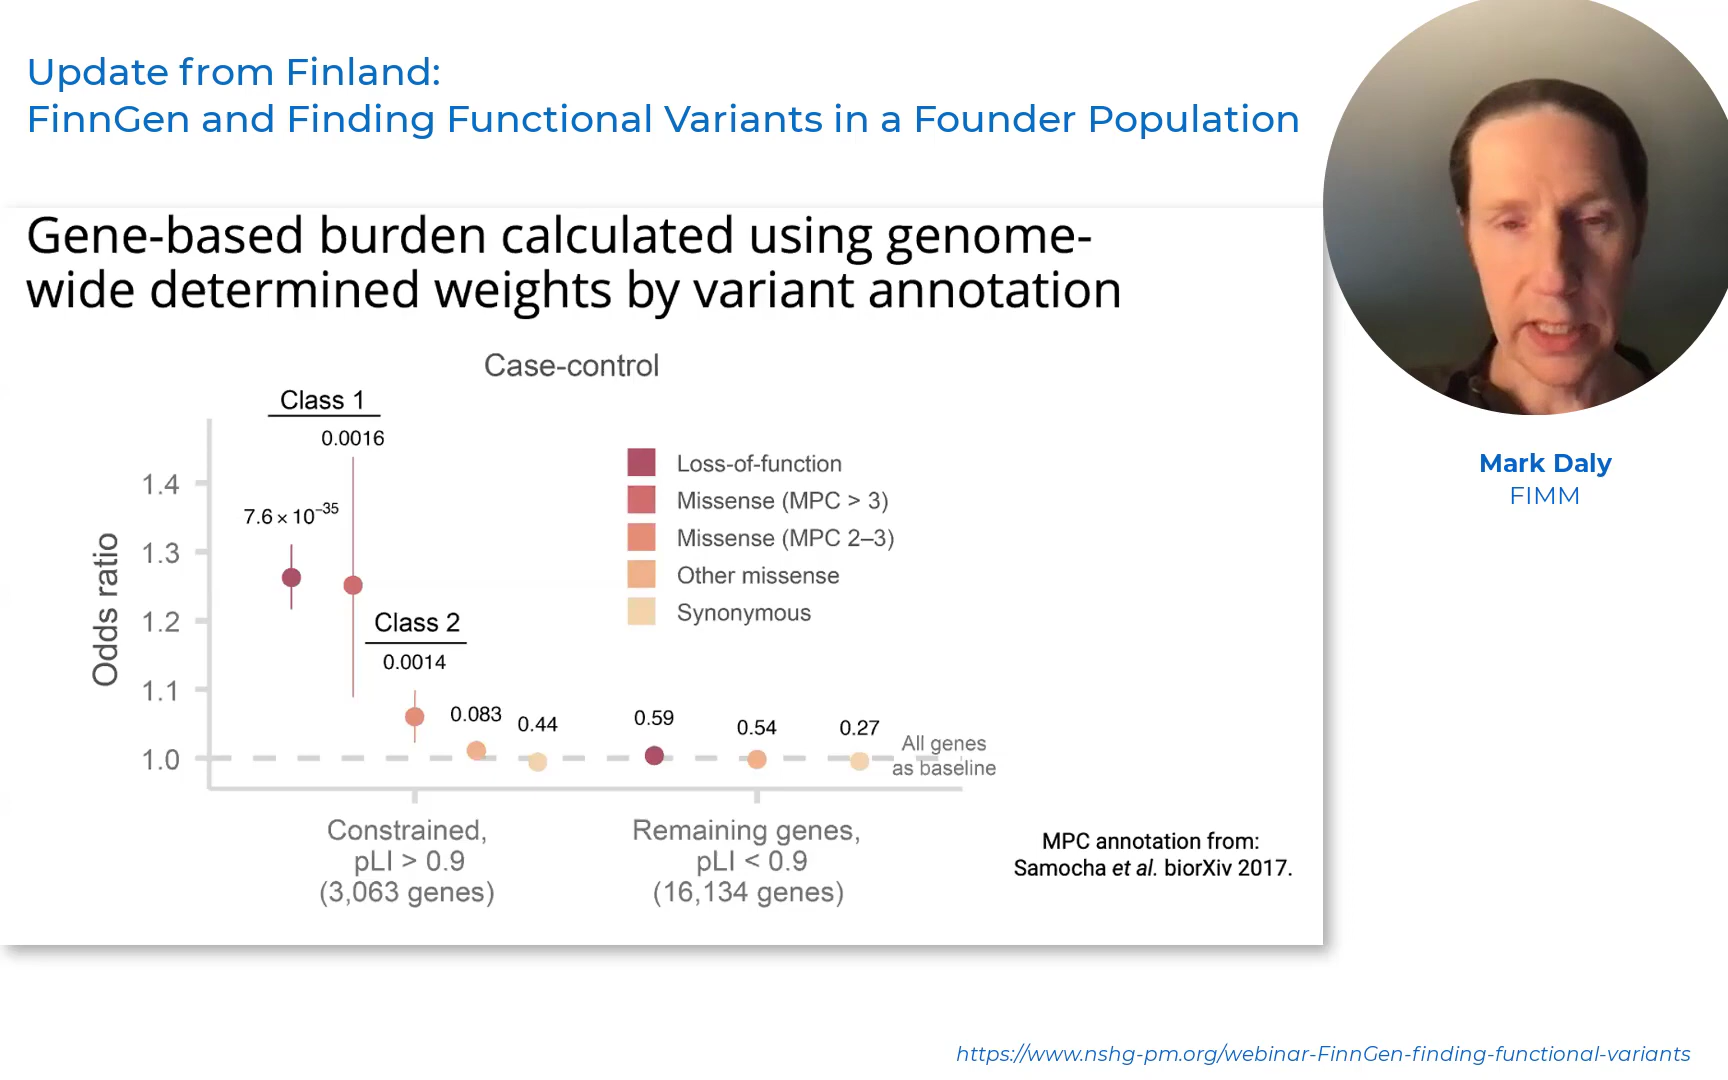 Update from Finland:
FinnGen and Finding Functional Variants in a Founder Population
Gene-based burden calculated using genome-
wide determined weights by variant annotation
Case-control
Class 1
0.0016
7.6 × 10⁻³⁵
Class 2
0.0014
0.083
0.44
0.59
0.54
0.27
All genes
as baseline
Loss-of-function
Missense (MPC > 3)
Missense (MPC 2–3)
Other missense
Synonymous
Odds ratio
1.4
1.3
1.2
1.1
1.0
Constrained,
pLI > 0.9
(3,063 genes)
Remaining genes,
pLI < 0.9
(16,134 genes)
MPC annotation from:
Samocha et al. biorXiv 2017.
Mark Daly
FIMM
https://www.nshg-pm.org/webinar-FinnGen-finding-functional-variants